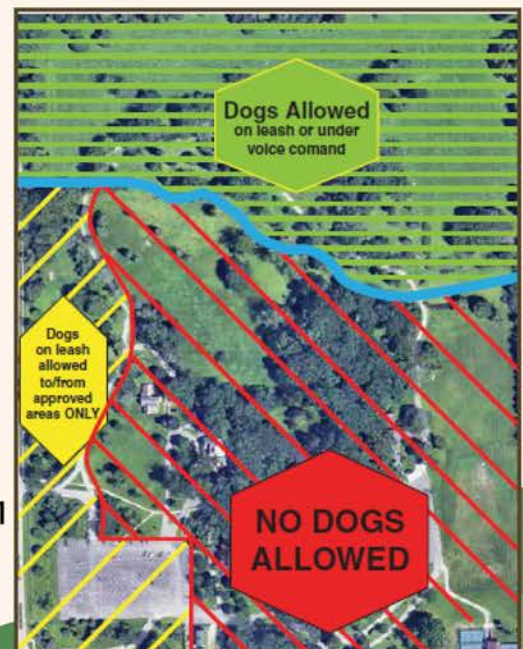 Dogs Allowed
on leash or under
voice comand
Dogs
on leash
allowed
to/from
approved
areas ONLY
NO DOGS
ALLOWED